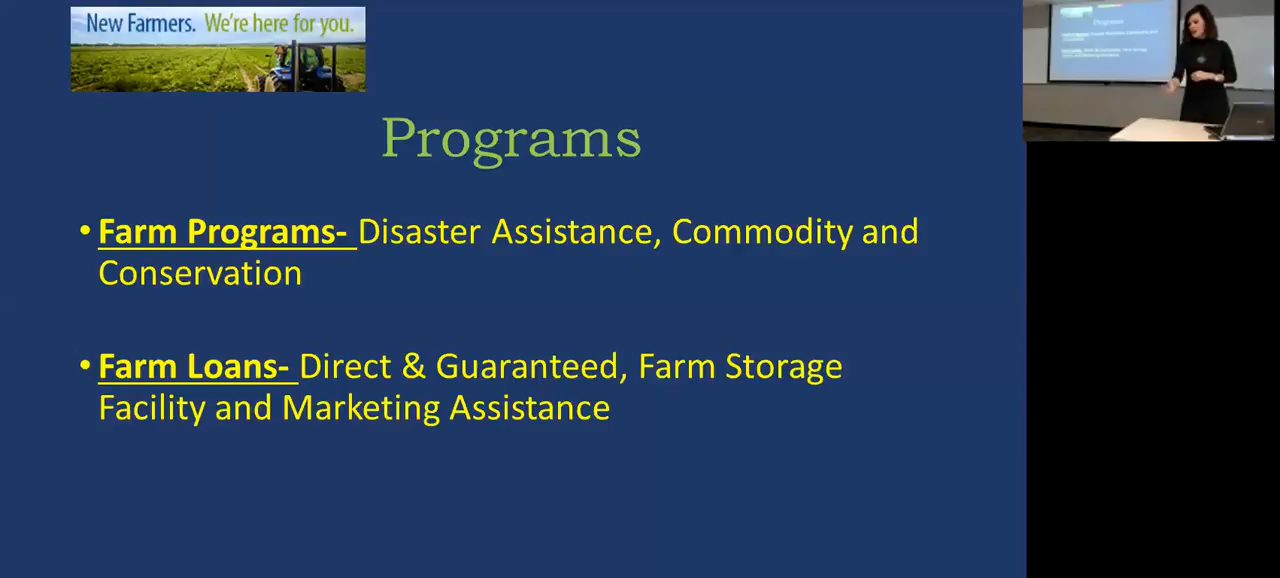 New Farmers. We're here for you.
Programs
• Farm Programs- Disaster Assistance, Commodity and
Conservation
• Farm Loans- Direct & Guaranteed, Farm Storage
Facility and Marketing Assistance
Programs